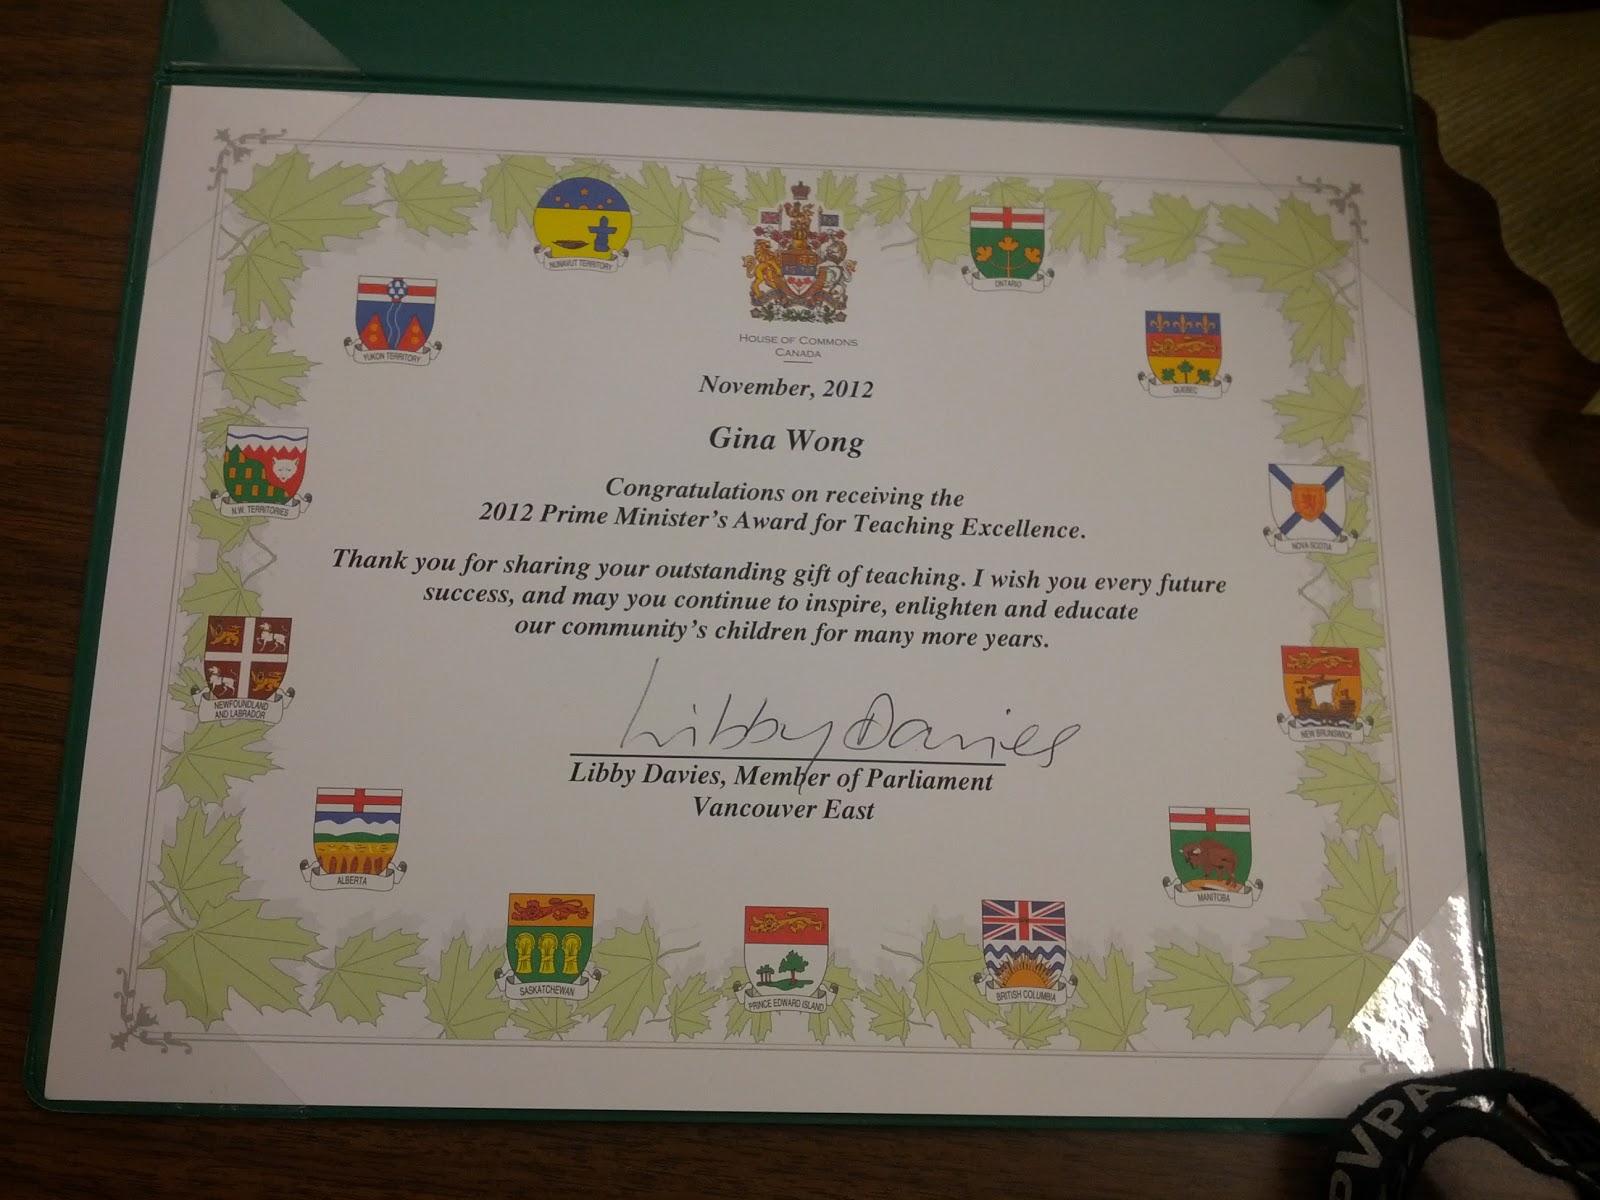 NUNAVUT TERRITORY
ONTARIO
YUKON TERRITORY
HOUSE OF COMMONS
CANADA
QUEBEC
November, 2012
Gina Wong
N.W. TERRITORIES
Congratulations on receiving the
2012 Prime Minister's Award for Teaching Excellence.
NOVA SCOTIA
Thank you for sharing your outstanding gift of teaching. I wish you every future
success, and may you continue to inspire, enlighten and educate
our community's children for many more years.
NEWFOUNDLAND
AND LABRADOR
NEW BRUNSWICK
Libby Davies
Libby Davies, Member of Parliament
Vancouver East
ALBERTA
MANITOBA
SASKATCHEWAN
PRINCE EDWARD ISLAND
BRITISH COLUMBIA
PVPA